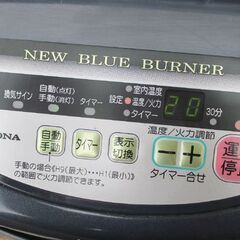 NEW BLUE BURNER
換気サイン
自動(点灯)
手動(消灯)
タイマー
設定
室内温度
温度/火力
タイマー
20
30分
ONA
自動
手動
タイマー
表示
切換
温度/火力調節
タイマー合せ
運
停止
手動の場合《H9(最大)…H1(最小)》
の範囲で火力調節できます。